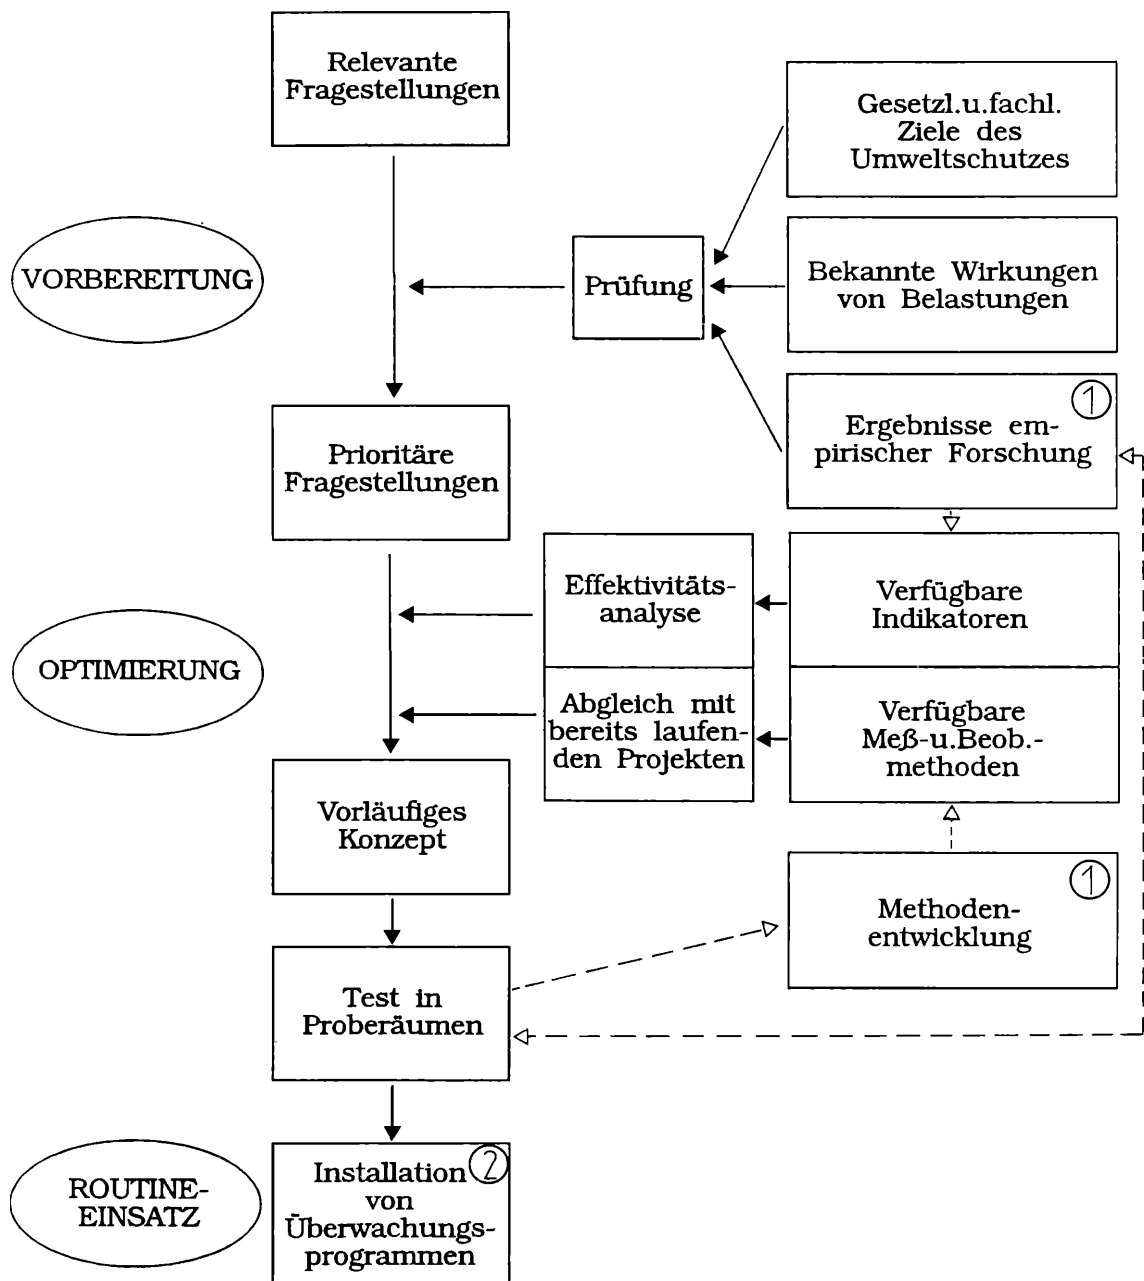 Relevante
Fragestellungen
Gesetzl.u.fachl.
Ziele des
Umweltschutzes
VORBEREITUNG
Prüfung
Bekannte Wirkungen
von Belastungen
1
Ergebnisse em-
pirischer Forschung
Prioritäre
Fragestellungen
Effektivitäts-
analyse
Verfügbare
Indikatoren
OPTIMIERUNG
Abgleich mit
bereits laufen-
den Projekten
Verfügbare
Meß-u.Beob.-
methoden
Vorläufiges
Konzept
1
Methoden-
entwicklung
Test in
Proberäumen
ROUTINE-
EINSATZ
2
Installation
von
Überwachungs-
programmen